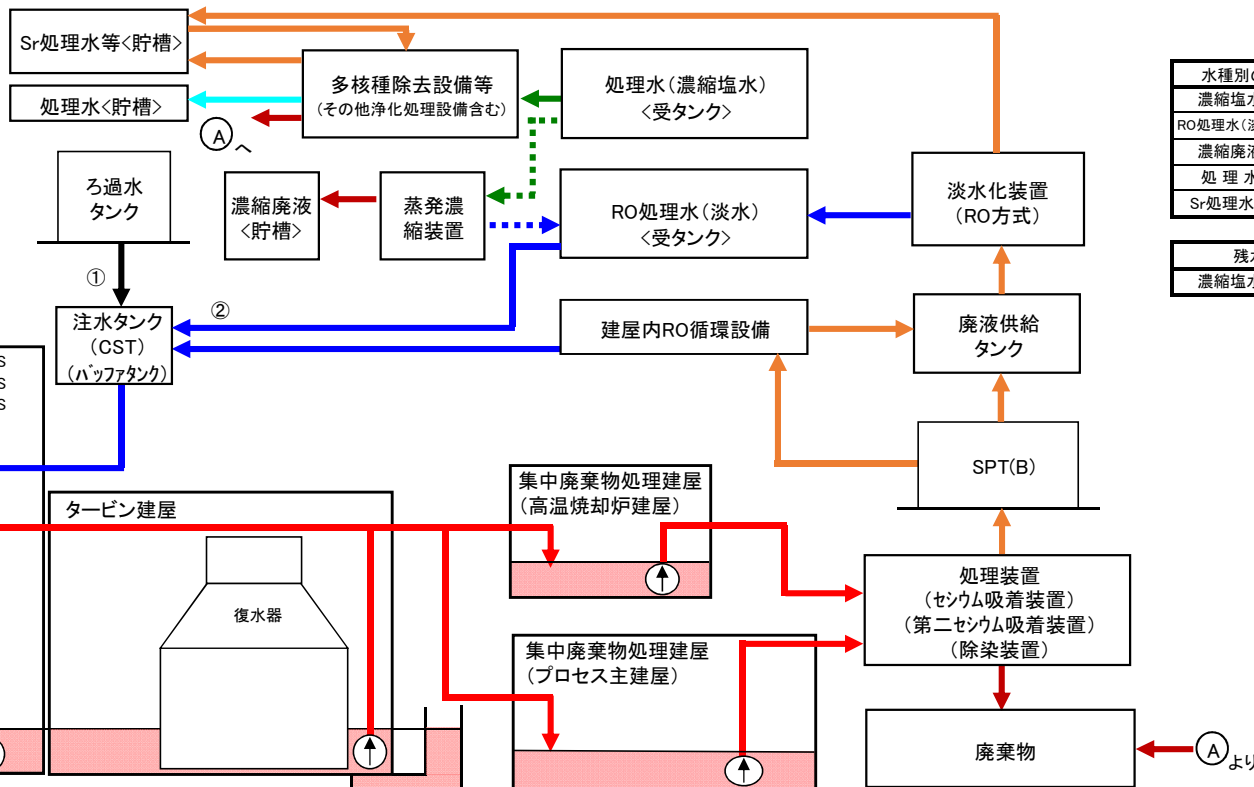 Sr処理水等<貯槽>
処理水<貯槽>
多核種除去設備等
(その他浄化処理設備含む)
処理水(濃縮塩水)
<受タンク>
A へ
ろ過水
タンク
濃縮廃液
<貯槽>
蒸発濃
縮装置
RO処理水(淡水)
<受タンク>
淡水化装置
(RO方式)
水種別
濃縮塩水
RO処理水(淡
濃縮廃液
処 理 水
Sr処理水
残水
濃縮塩水
①
②
注水タンク
(CST)
(バッファタンク)
建屋内RO循環設備
廃液供給
タンク
S
S
S
SPT(B)
タービン建屋
復水器
集中廃棄物処理建屋
(高温焼却炉建屋)
集中廃棄物処理建屋
(プロセス主建屋)
処理装置
(セシウム吸着装置)
(第二セシウム吸着装置)
(除染装置)
廃棄物
A より